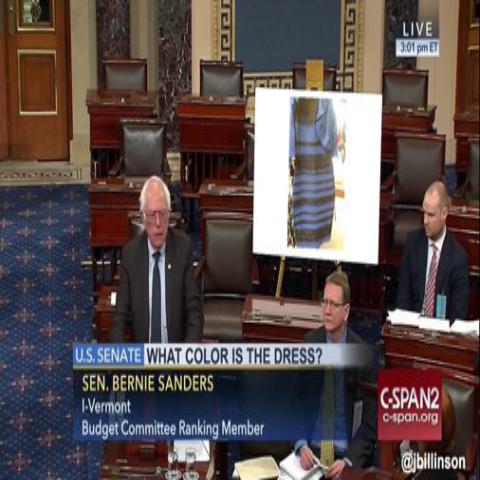 LIVE
3:01 pm ET
U.S. SENATE WHAT COLOR IS THE DRESS?
SEN. BERNIE SANDERS
I-Vermont
Budget Committee Ranking Member
C-SPAN2
c-span.org
@jbillinson